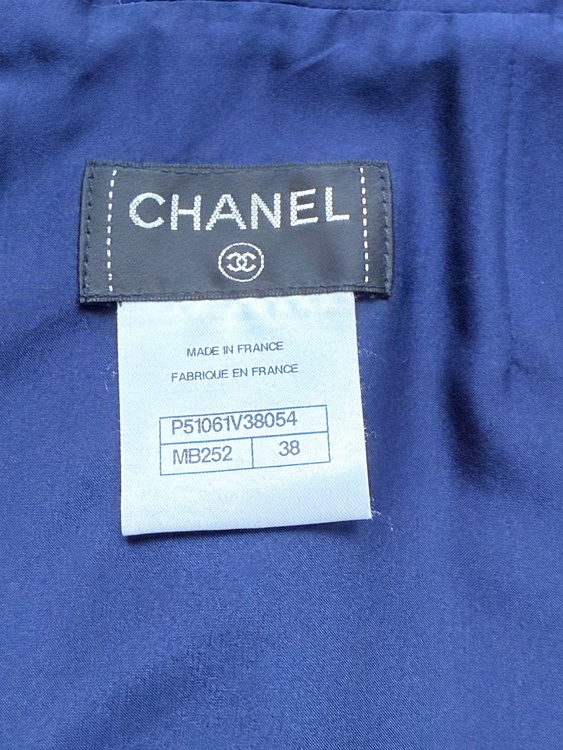 CHANEL
MADE IN FRANCE
FABRIQUE EN FRANCE
P51061V38054
MB252 38